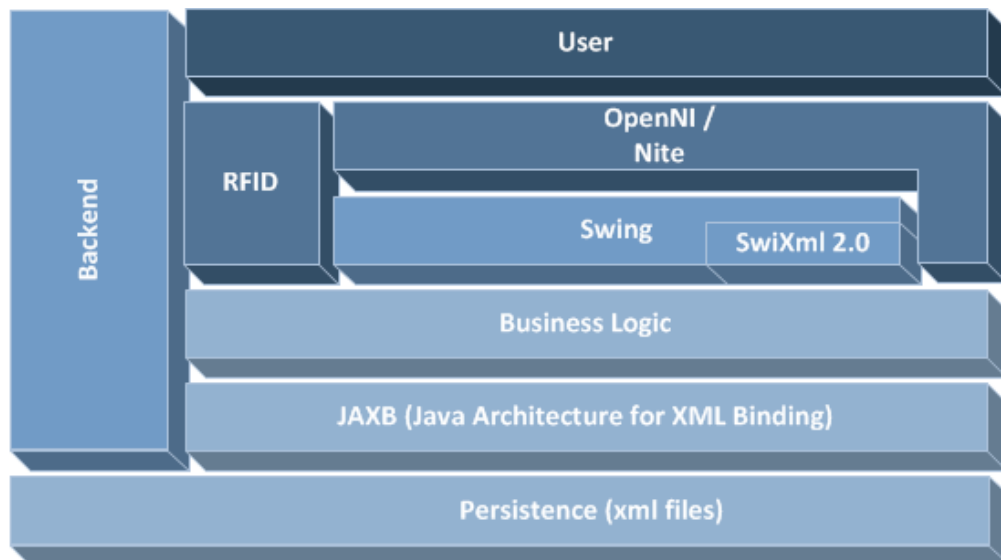 User
OpenNI /
Nite
RFID
Swing
SwiXml 2.0
Backend
Business Logic
JAXB (Java Architecture for XML Binding)
Persistence (xml files)